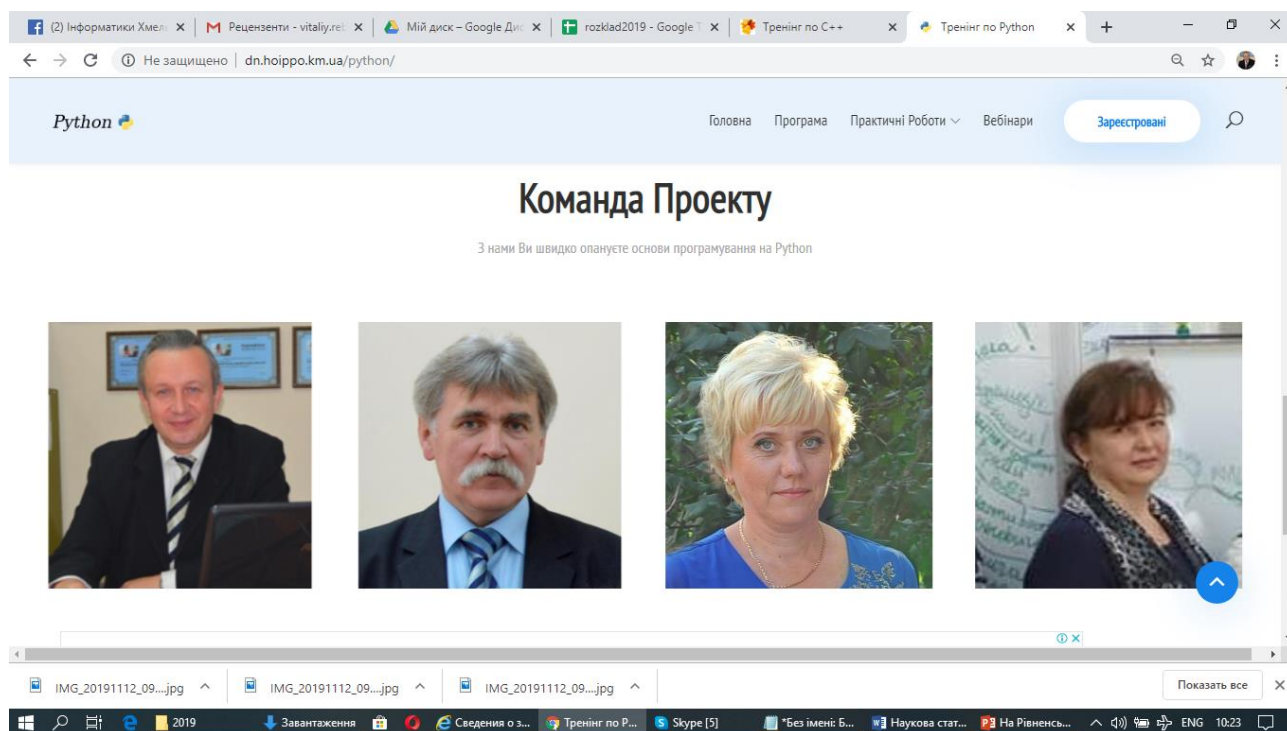 (2) Інформатики Хмел
Рецензенти - vitaliy.re
Мій диск – Google Дис
rozklad2019 - Google Т
Тренінг по C++
Тренінг по Python
Не защищено | dn.hoippo.km.ua/python/
Python
Головна
Програма
Практичні Роботи
Вебінари
Зареєстровані
Команда Проекту
З нами Ви швидко опануєте основи програмування на Python
IMG_20191112_09....jpg
IMG_20191112_09....jpg
IMG_20191112_09....jpg
Показать все
2019
Завантаження
Сведения о з...
Тренінг по P...
Skype [5]
*Без імені: Б...
Наукова стат...
На Рівненсь...
ENG
10:23